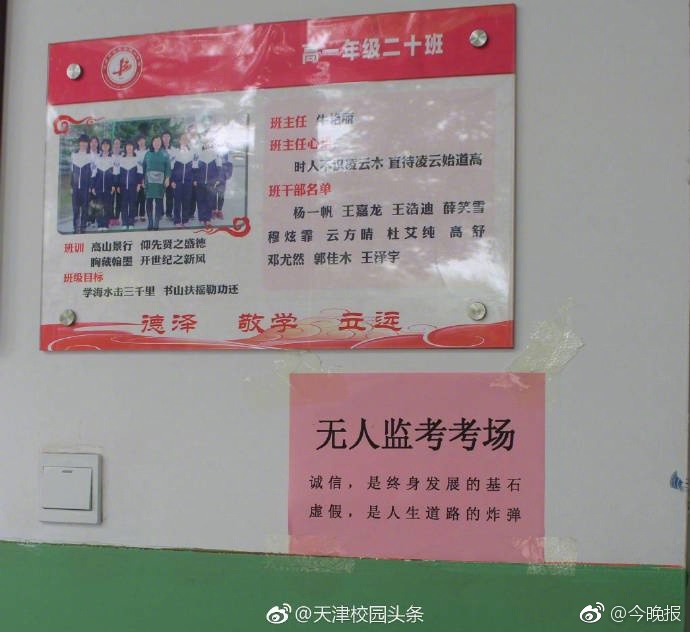 高一年级二十班
班主任
班主任心
时人不识凌云木 直待凌云始道高
班干部名单
杨一帆 王嘉龙 王浩迪 薛笑雪
穆炫霏 云方晴 杜艾纯 高 舒
邓尤然 郭佳木 王泽宇
班训 高山景行 仰先贤之盛德
胸藏翰墨 开世纪之新风
班级目标
学海水击三千里 书山扶摇勒功还
德泽 敬学 立远
无人监考考场
诚信，是终身发展的基石
虚假，是人生道路的炸弹
@天津校园头条
@今晚报